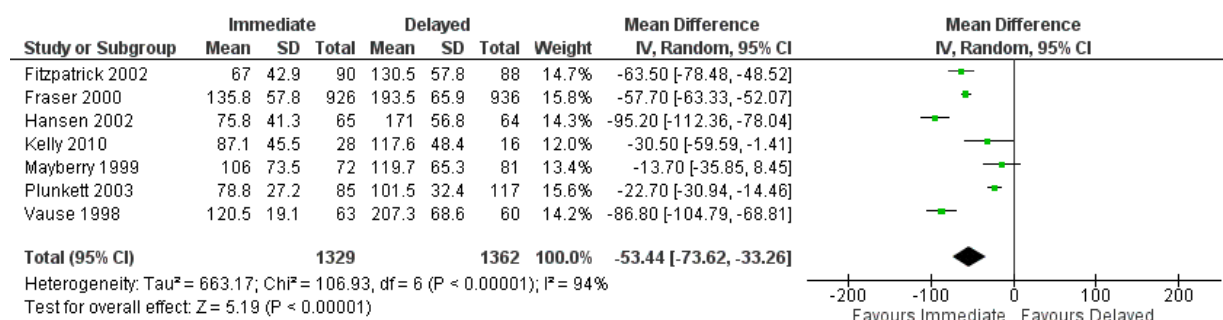 Immediate Delayed Mean Difference Mean Difference
Study or Subgroup Mean SD Total Mean SD Total Weight IV, Random, 95% CI IV, Random, 95% CI
Fitzpatrick 2002 67 42.9 90 130.5 57.8 88 14.7% -63.50 [-78.48, -48.52]
Fraser 2000 135.8 57.8 926 193.5 65.9 936 15.8% -57.70 [-63.33, -52.07]
Hansen 2002 75.8 41.3 65 171 56.8 64 14.3% -95.20 [-112.36, -78.04]
Kelly 2010 87.1 45.5 28 117.6 48.4 16 12.0% -30.50 [-59.59, -1.41]
Mayberry 1999 106 73.5 72 119.7 65.3 81 13.4% -13.70 [-35.85, 8.45]
Plunkett 2003 78.8 27.2 85 101.5 32.4 117 15.6% -22.70 [-30.94, -14.46]
Vause 1998 120.5 19.1 63 207.3 68.6 60 14.2% -86.80 [-104.79, -68.81]
Total (95% CI) 1329 1362 100.0% -53.44 [-73.62, -33.26]
Heterogeneity: Tau² = 663.17; Chi² = 106.93, df = 6 (P < 0.00001); I² = 94%
Test for overall effect: Z = 5.19 (P < 0.00001)
-200 -100 0 100 200
Favours Immediate Favours Delayed